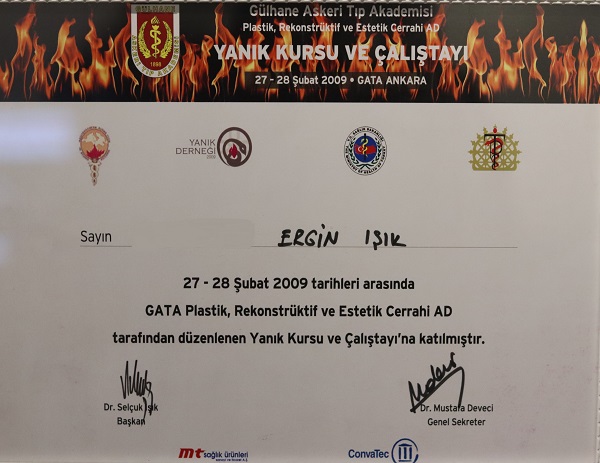 Gülhane Askeri Tıp Akademisi
Plastik, Rekonstrüktif ve Estetik Cerrahi AD
YANIK KURSU VE ÇALIŞTAYI
27 - 28 Şubat 2009 • GATA ANKARA
GÜLHANE
1898
YANIK
DERNEĞİ
Sayın ERGİN IŞIK
27 - 28 Şubat 2009 tarihleri arasında
GATA Plastik, Rekonstrüktif ve Estetik Cerrahi AD
tarafından düzenlenen Yanık Kursu ve Çalıştayı'na katılmıştır.
Dr. Selçuk Işık
Başkan
Dr. Mustafa Deveci
Genel Sekreter
mt sağlık ürünleri
ConvaTec